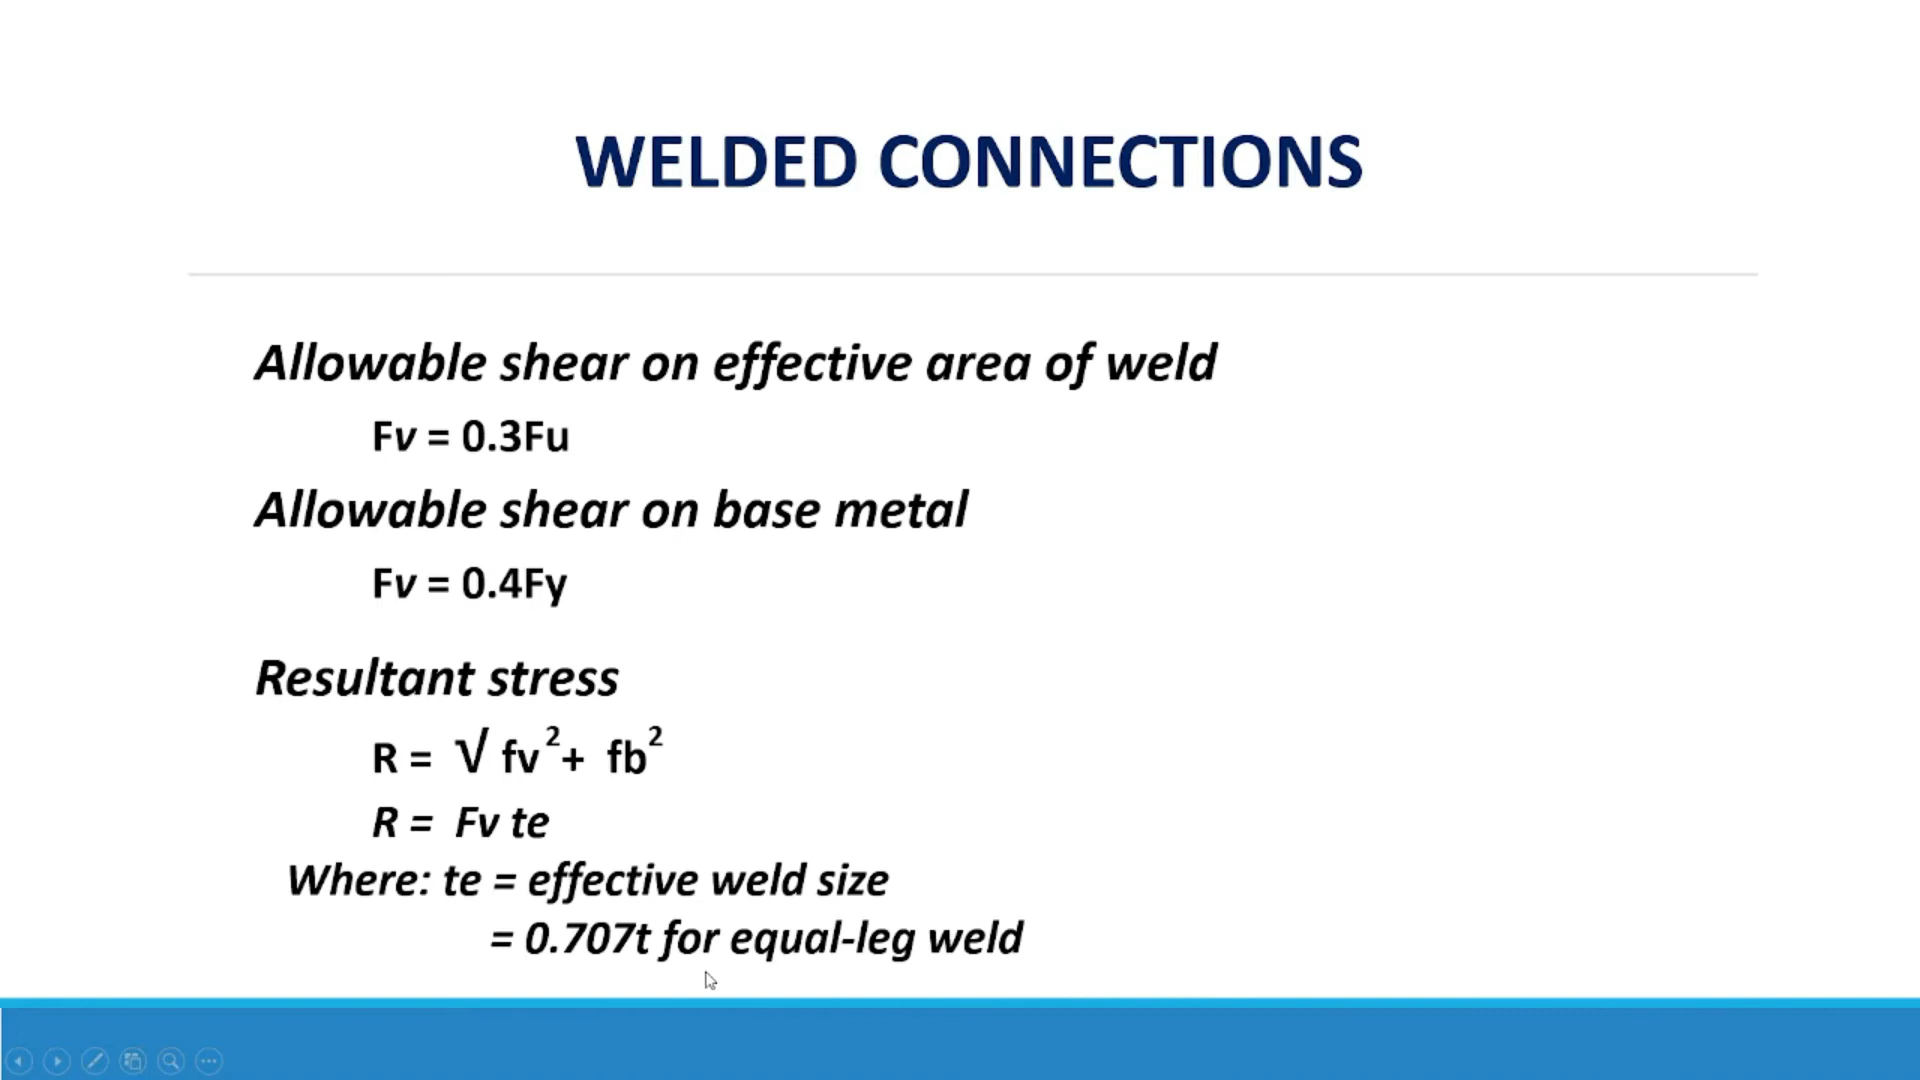 WELDED CONNECTIONS
Allowable shear on effective area of weld
Fv = 0.3Fu
Allowable shear on base metal
Fv = 0.4Fy
Resultant stress
R = √ fv² + fb²
R = Fv te
Where: te = effective weld size
= 0.707t for equal-leg weld